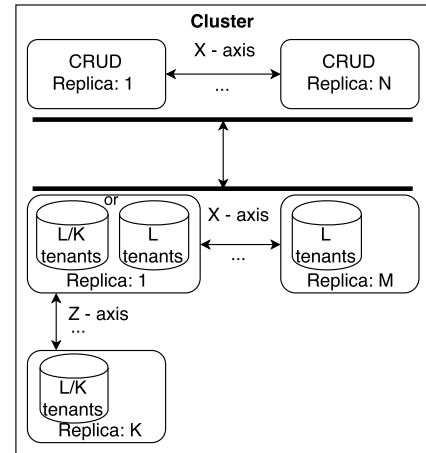 Cluster
X - axis
CRUD
Replica: 1
...
CRUD
Replica: N
or
L/K
tenants
L
tenants
Replica: 1
X - axis
...
L
tenants
Replica: M
Z - axis
...
L/K
tenants
Replica: K